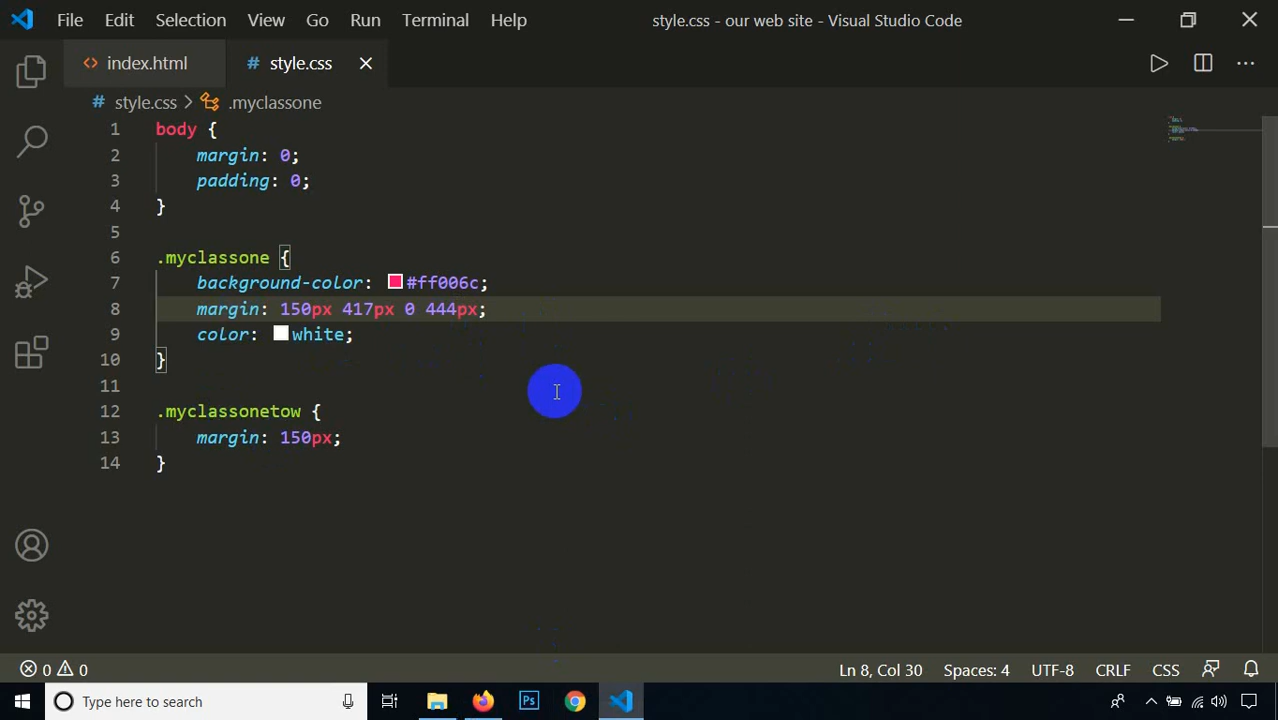 File Edit Selection View Go Run Terminal Help
style.css - our web site - Visual Studio Code
<> index.html
# style.css
# style.css > .myclassone
1 body {
2 margin: 0;
3 padding: 0;
4 }
5
6 .myclassone {
7 background-color: #ff006c;
8 margin: 150px 417px 0 444px;
9 color: white;
10 }
11
12 .myclassonetow {
13 margin: 150px;
14 }
0 0
Ln 8, Col 30 Spaces: 4 UTF-8 CRLF CSS
Type here to search
Ps